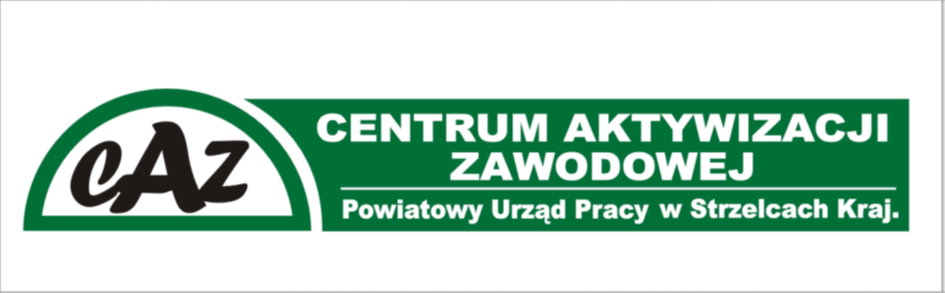 CAZ
CENTRUM AKTYWIZACJI
ZAWODOWEJ
Powiatowy Urząd Pracy w Strzelcach Kraj.